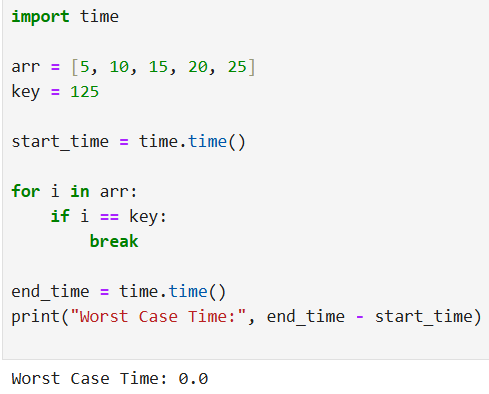 import time
arr = [5, 10, 15, 20, 25]
key = 125
start_time = time.time()
for i in arr:
    if i == key:
        break
end_time = time.time()
print("Worst Case Time:", end_time - start_time)
Worst Case Time: 0.0